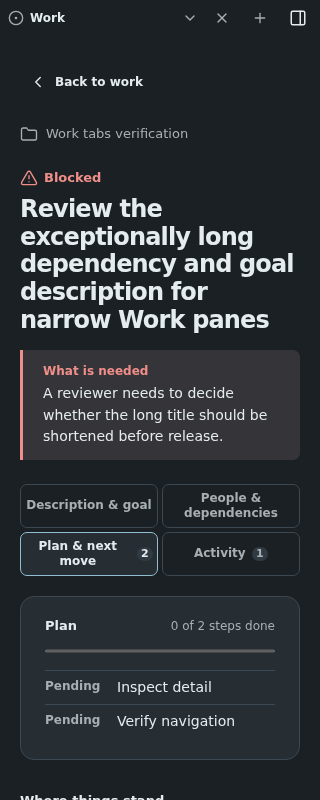 Work
Back to work
Work tabs verification
Blocked
Review the
exceptionally long
dependency and goal
description for
narrow Work panes
What is needed
A reviewer needs to decide
whether the long title should be
shortened before release.
Description & goal
People &
dependencies
Plan & next
move
2
Activity 1
Plan
0 of 2 steps done
Pending Inspect detail
Pending Verify navigation
Where things stand